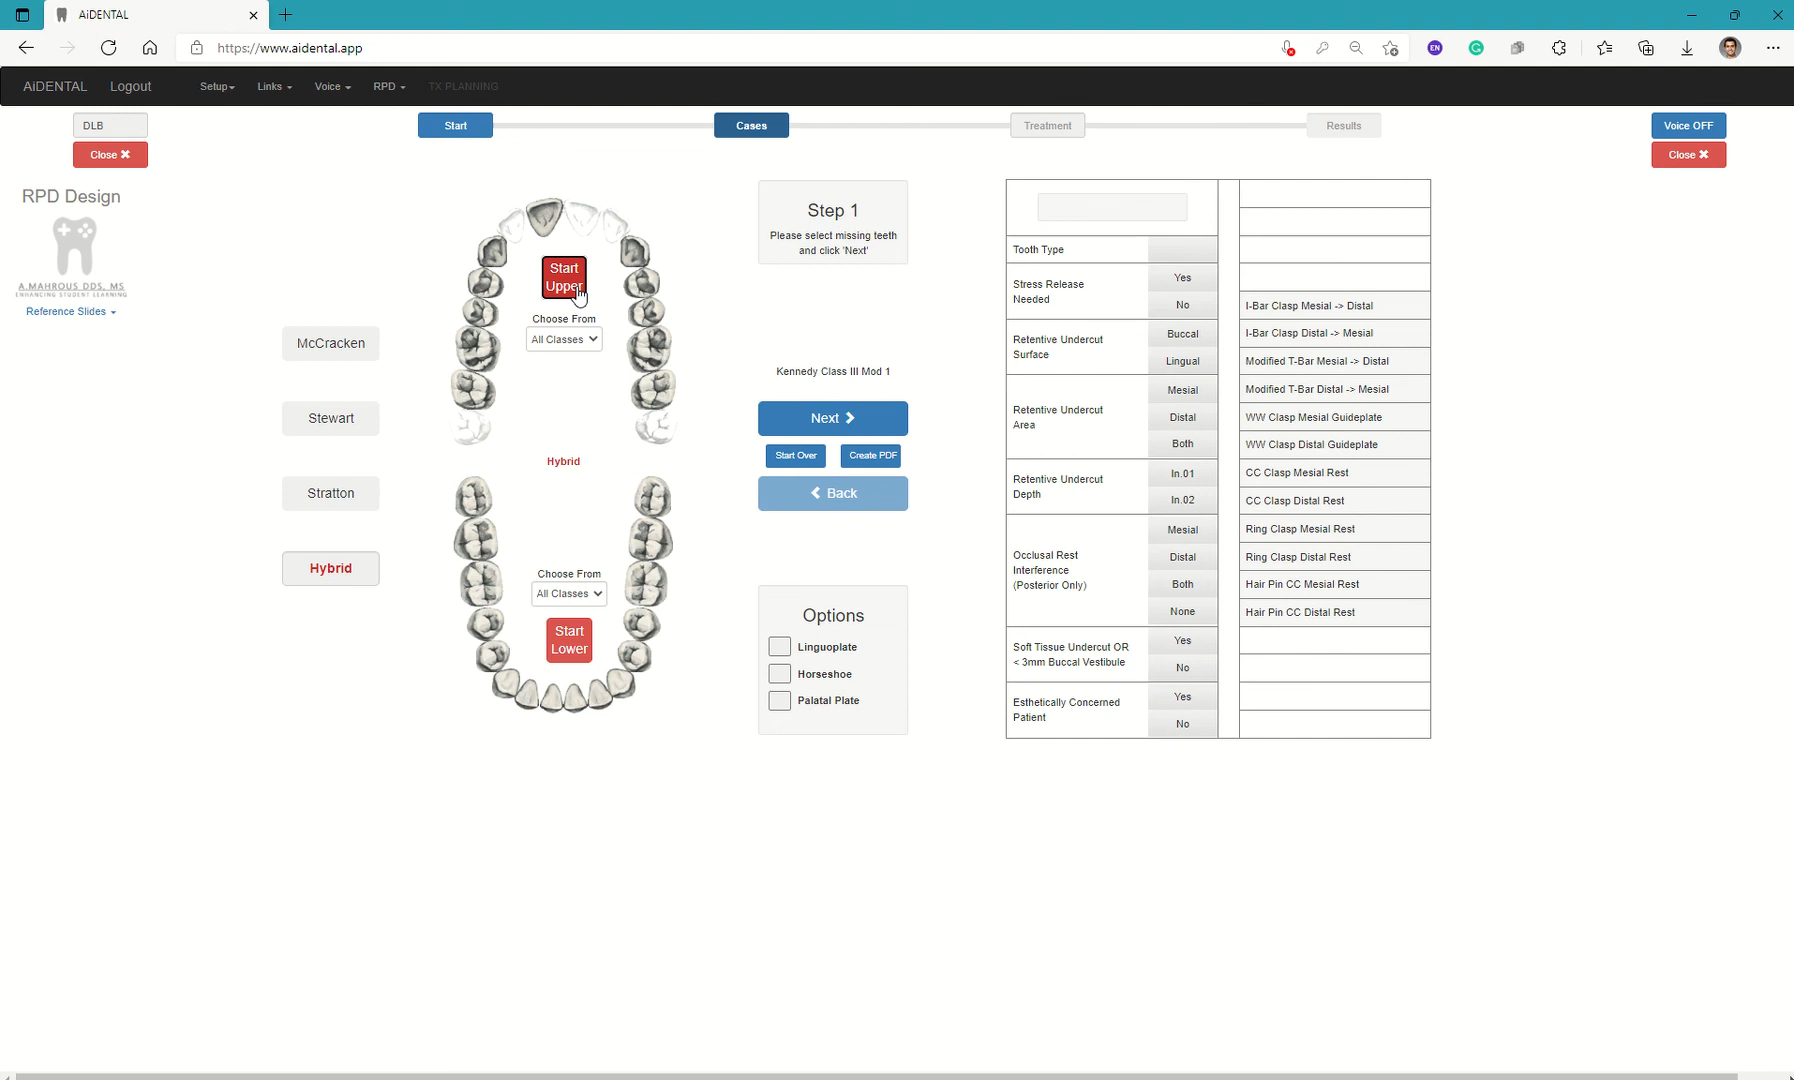 AiDENTAL
https://www.aidental.app
EN
AiDENTAL Logout Setup Links Voice RPD TX PLANNING
DLB
Close ✖
Start
Cases
Treatment
Results
Voice OFF
Close ✖
RPD Design
A.MAHROUS DDS, MS
ENHANCING STUDENT LEARNING
Reference Slides
McCracken
Stewart
Stratton
Hybrid
Start
Upper
Choose From
All Classes
Hybrid
Choose From
All Classes
Start
Lower
Step 1
Please select missing teeth
and click 'Next'
Kennedy Class III Mod 1
Next
Start Over
Create PDF
Back
Options
Linguoplate
Horseshoe
Palatal Plate
Tooth Type
Stress Release
Needed
Yes
No
Retentive Undercut
Surface
Buccal
Lingual
Retentive Undercut
Area
Mesial
Distal
Both
Retentive Undercut
Depth
In.01
In.02
Occlusal Rest
Interference
(Posterior Only)
Mesial
Distal
Both
None
Soft Tissue Undercut OR
< 3mm Buccal Vestibule
Yes
No
Esthetically Concerned
Patient
Yes
No
I-Bar Clasp Mesial -> Distal
I-Bar Clasp Distal -> Mesial
Modified T-Bar Mesial -> Distal
Modified T-Bar Distal -> Mesial
WW Clasp Mesial Guideplate
WW Clasp Distal Guideplate
CC Clasp Mesial Rest
CC Clasp Distal Rest
Ring Clasp Mesial Rest
Ring Clasp Distal Rest
Hair Pin CC Mesial Rest
Hair Pin CC Distal Rest